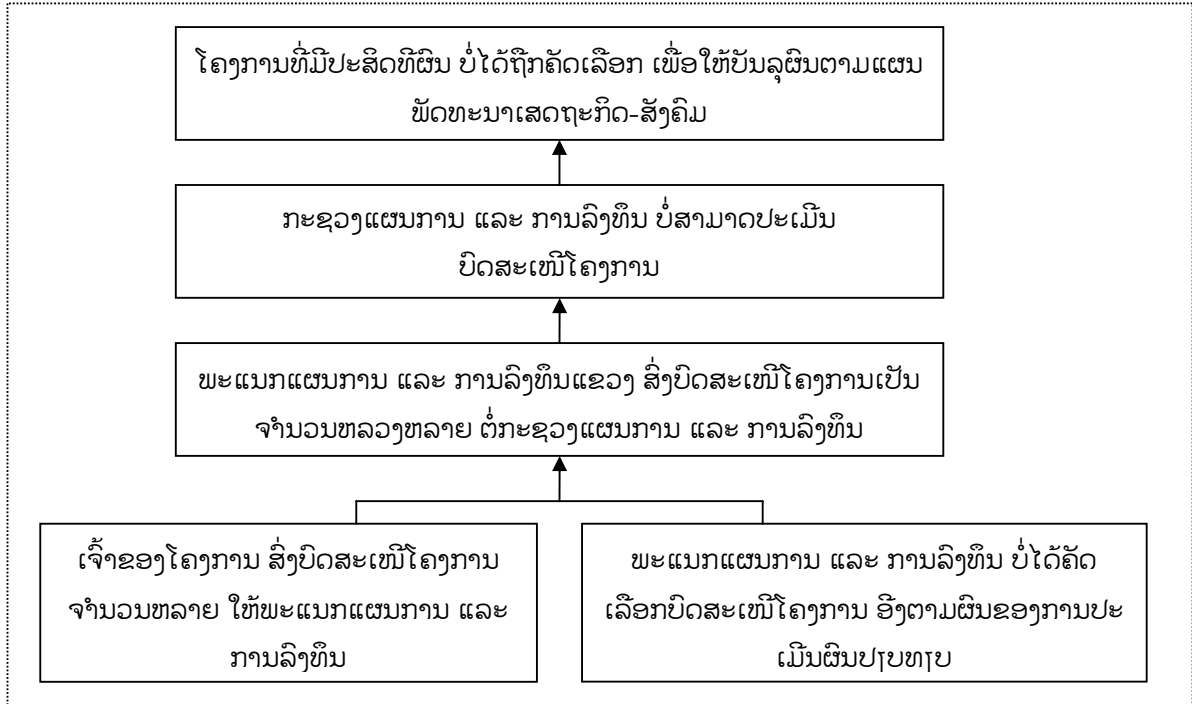 ໂຄງການທີ່ມີປະສິດທິຜົນ ບໍ່ໄດ້ຖືກຄັດເລືອກ ເພື່ອໃຫ້ບັນລຸຜົນຕາມແຜນ
ພັດທະນາເສດຖະກິດ-ສັງຄົມ
ກະຊວງແຜນການ ແລະ ການລົງທຶນ ບໍ່ສາມາດປະເມີນ
ບົດສະເໜີໂຄງການ
ພະແນກແຜນການ ແລະ ການລົງທຶນແຂວງ ສົ່ງບົດສະເໜີໂຄງການເປັນ
ຈຳນວນຫລວງຫລາຍ ຕໍ່ກະຊວງແຜນການ ແລະ ການລົງທຶນ
ເຈົ້າຂອງໂຄງການ ສົ່ງບົດສະເໜີໂຄງການ
ຈຳນວນຫລາຍ ໃຫ້ພະແນກແຜນການ ແລະ
ການລົງທຶນ
ພະແນກແຜນການ ແລະ ການລົງທຶນ ບໍ່ໄດ້ຄັດ
ເລືອກບົດສະເໜີໂຄງການ ອີງຕາມຜົນຂອງການປະ
ເມີນຜົນປຽບທຽບ